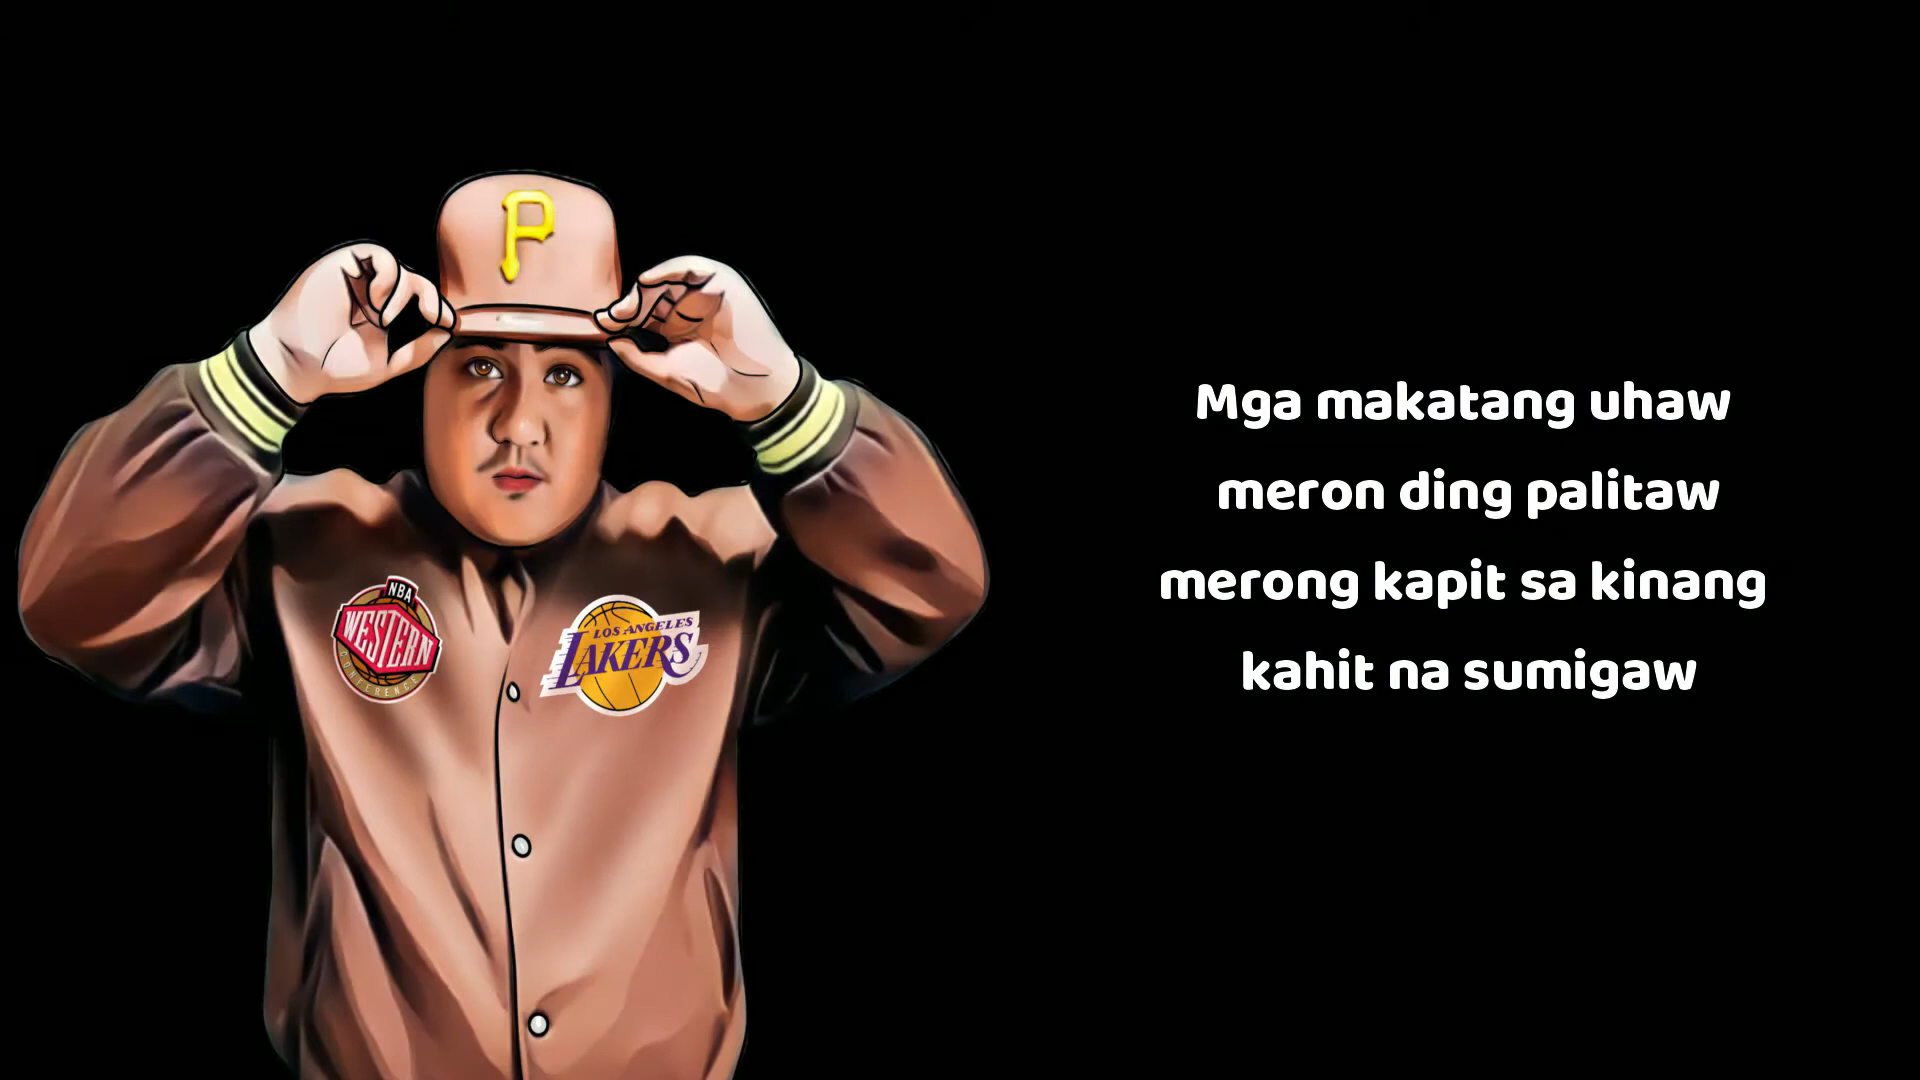 P
NBA
WESTERN
CONFERENCE
LOS ANGELES
LAKERS
Mga makatang uhaw
meron ding palitaw
merong kapit sa kinang
kahit na sumigaw